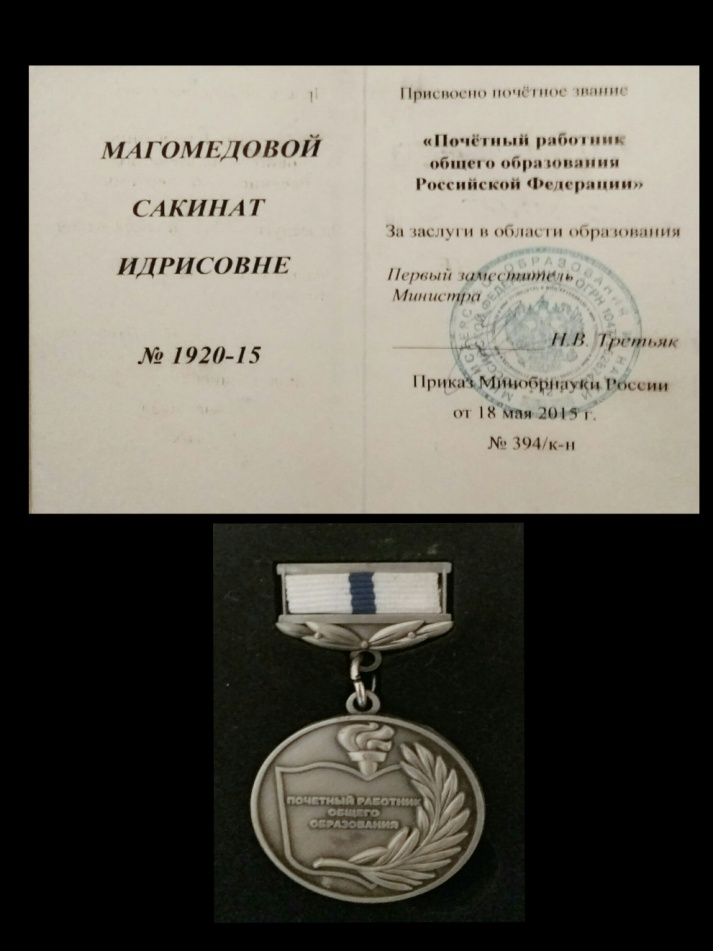 МАГОМЕДОВОЙ
САКИНАТ
ИДРИСОВНЕ
№ 1920-15
Присвоено почётное звание
«Почётный работник
общего образования
Российской Федерации»
За заслуги в области образования
Первый заместитель
Министра
Н.В. Третьяк
Приказ Минобрнауки России
от 18 мая 2015 г.
№ 394/к-н
ПОЧЕТНЫЙ РАБОТНИК
ОБЩЕГО
ОБРАЗОВАНИЯ